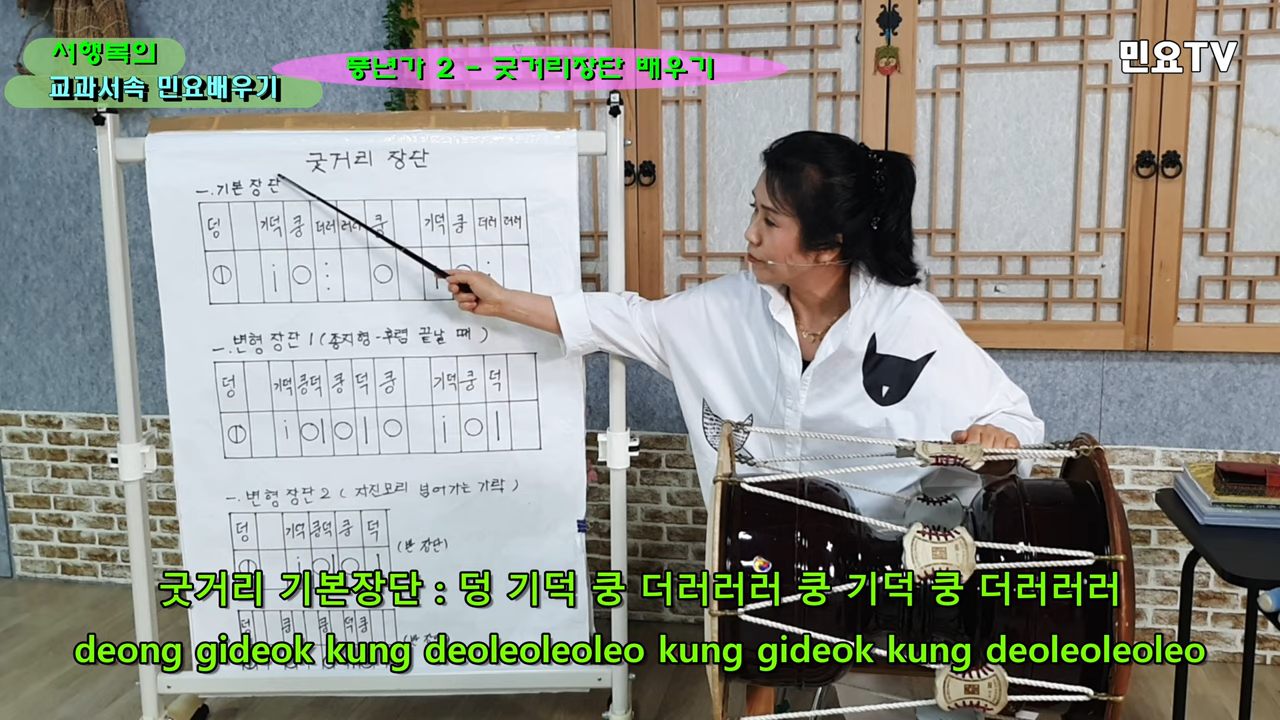 서행록의
교과서속 민요배우기
풍년가 2 - 굿거리장단 배우기
민요TV
굿거리 장단
一. 기본 장단
덩 기덕 쿵 더러 러러 쿵 기덕 쿵 더러 러러
一. 변형 장단 1 (종지형 - 후렴 끝날 때)
덩 기덕 쿵덕 쿵 덕 쿵 기덕 쿵 덕
一. 변형 장단 2 ( 자진모리 넘어가는 가락 )
덩 기덕 쿵덕 쿵 덕
(반 장단)
굿거리 기본장단 : 덩 기덕 쿵 더러러러 쿵 기덕 쿵 더러러러
덩 쿵 쿵 덕쿵
deong gideok kung deoleoleoleo kung gideok kung deoleoleoleo